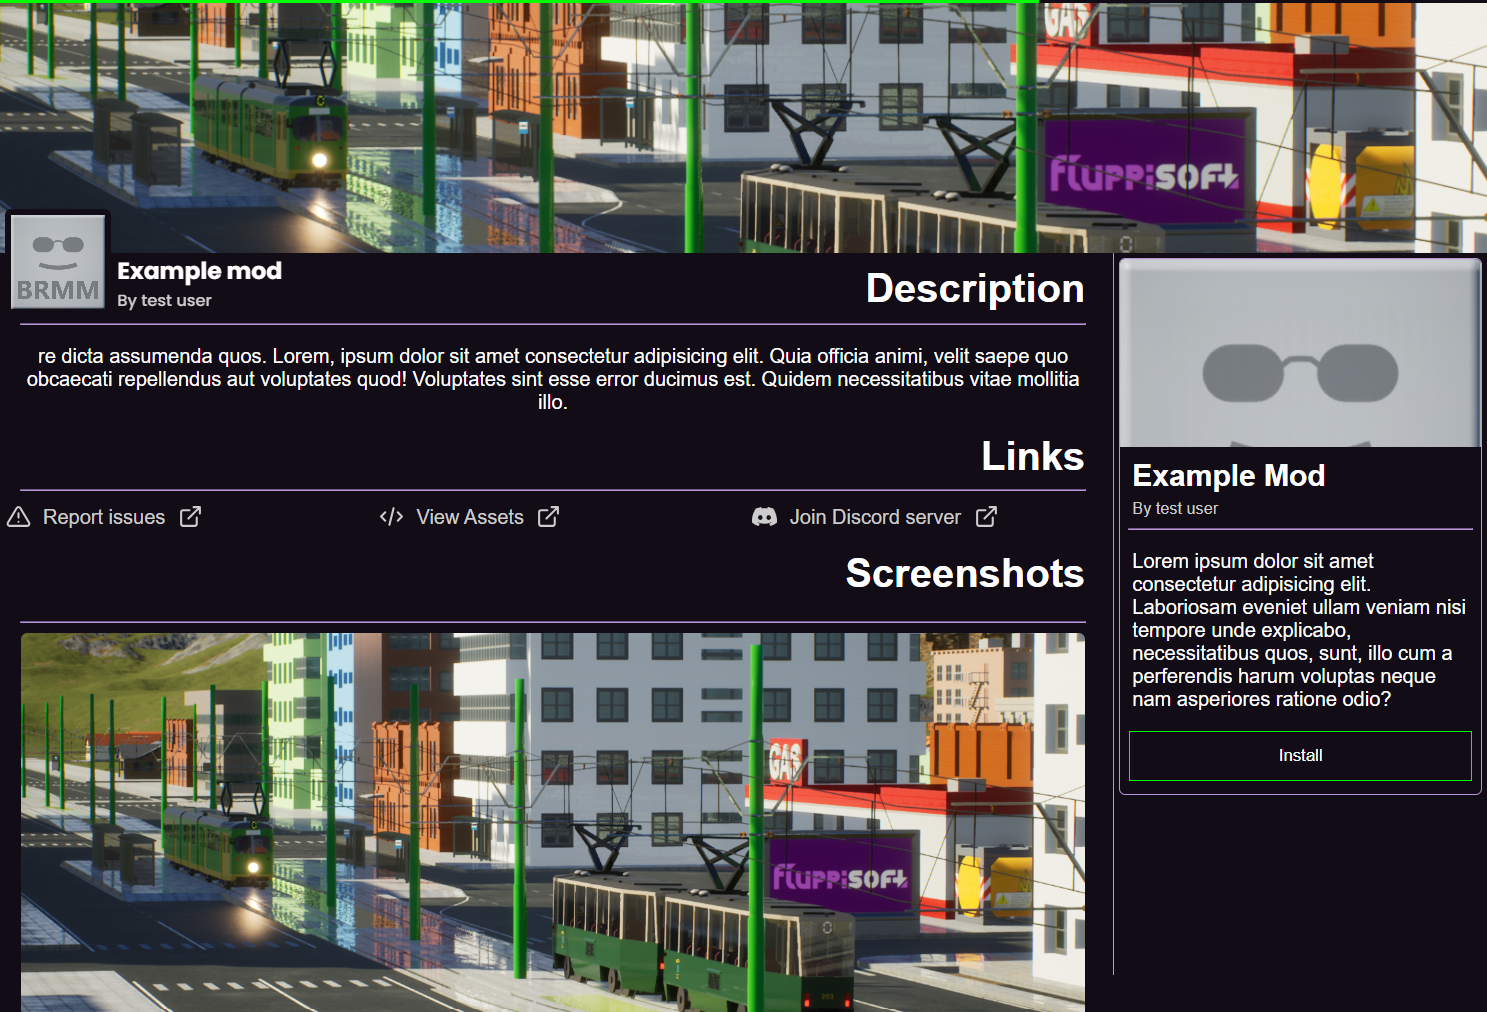 GAS
FLUPPISOFT
BRMM
Example mod
By test user
Description
re dicta assumenda quos. Lorem, ipsum dolor sit amet consectetur adipisicing elit. Quia officia animi, velit saepe quo
obcaecati repellendus aut voluptates quod! Voluptates sint esse error ducimus est. Quidem necessitatibus vitae mollitia
illo.
Links
Report issues
View Assets
Join Discord server
Screenshots
GAS
FLUPPISOFT
203
Example Mod
By test user
Lorem ipsum dolor sit amet
consectetur adipisicing elit.
Laboriosam eveniet ullam veniam nisi
tempore unde explicabo,
necessitatibus quos, sunt, illo cum a
perferendis harum voluptas neque
nam asperiores ratione odio?
Install